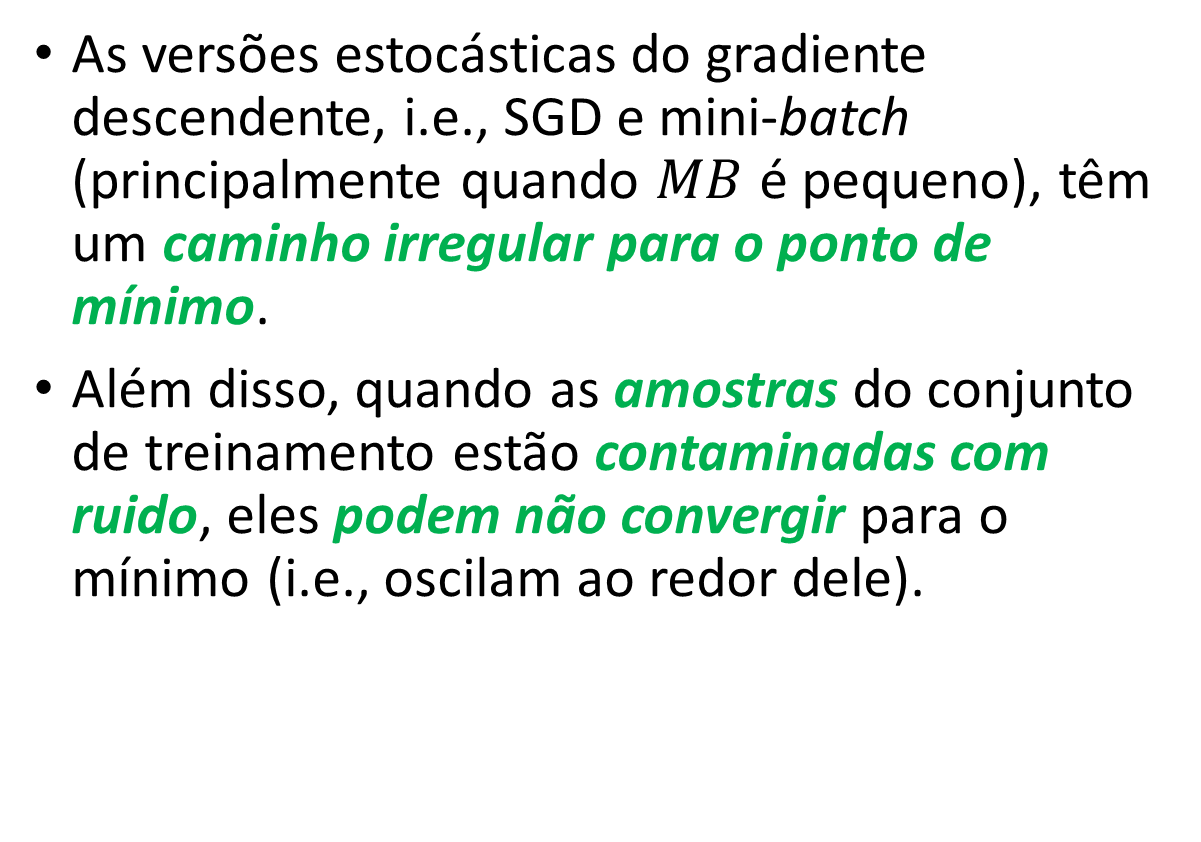 • As versões estocásticas do gradiente
descendente, i.e., SGD e mini-batch
(principalmente quando MB é pequeno), têm
um caminho irregular para o ponto de
mínimo.
• Além disso, quando as amostras do conjunto
de treinamento estão contaminadas com
ruido, eles podem não convergir para o
mínimo (i.e., oscilam ao redor dele).